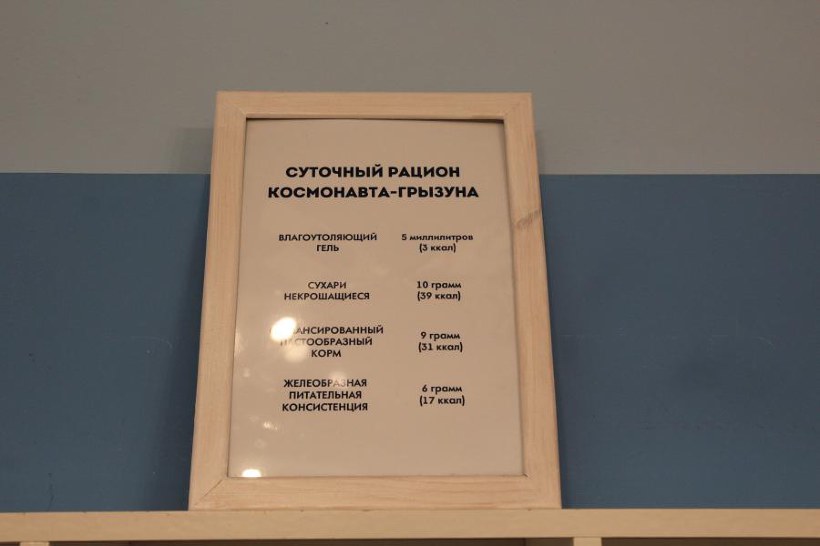 СУТОЧНЫЙ РАЦИОН
КОСМОНАВТА-ГРЫЗУНА
ВЛАГОУТОЛЯЮЩИЙ 5 миллилитров
ГЕЛЬ (3 ккал)
СУХАРИ 10 грамм
НЕКРОШАЩИЕСЯ (39 ккал)
9 грамм
(31 ккал)
КОРМ
ЖЕЛЕОБРАЗНАЯ 6 грамм
ПИТАТЕЛЬНАЯ (17 ккал)
КОНСИСТЕНЦИЯ